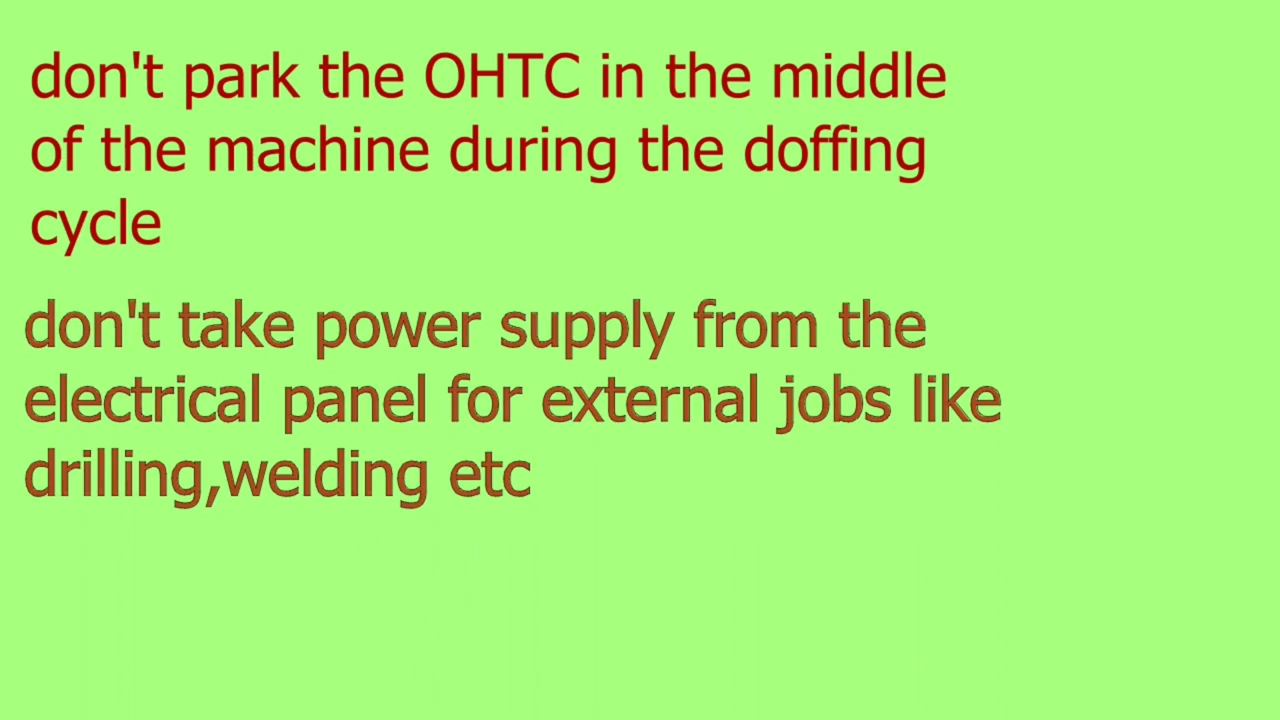 don't park the OHTC in the middle
of the machine during the doffing
cycle
don't take power supply from the
electrical panel for external jobs like
drilling,welding etc